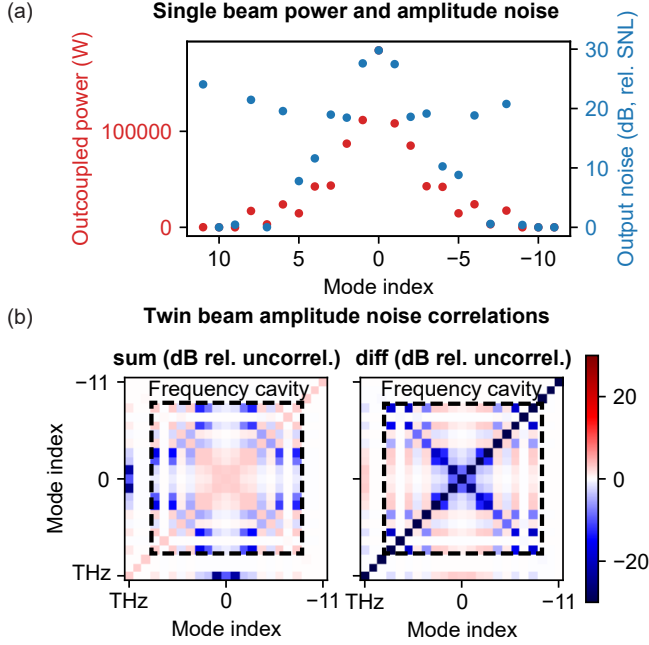 (a)
Single beam power and amplitude noise
Outcoupled power (W)
100000
0
30
20
10
0
Output noise (dB, rel. SNL)
10
5
0
−5
−10
Mode index
(b)
Twin beam amplitude noise correlations
sum (dB rel. uncorrel.)
diff (dB rel. uncorrel.)
Mode index
−11
0
THz
Frequency cavity
Frequency cavity
THz
0
−11
THz
0
−11
Mode index
Mode index
20
0
−20